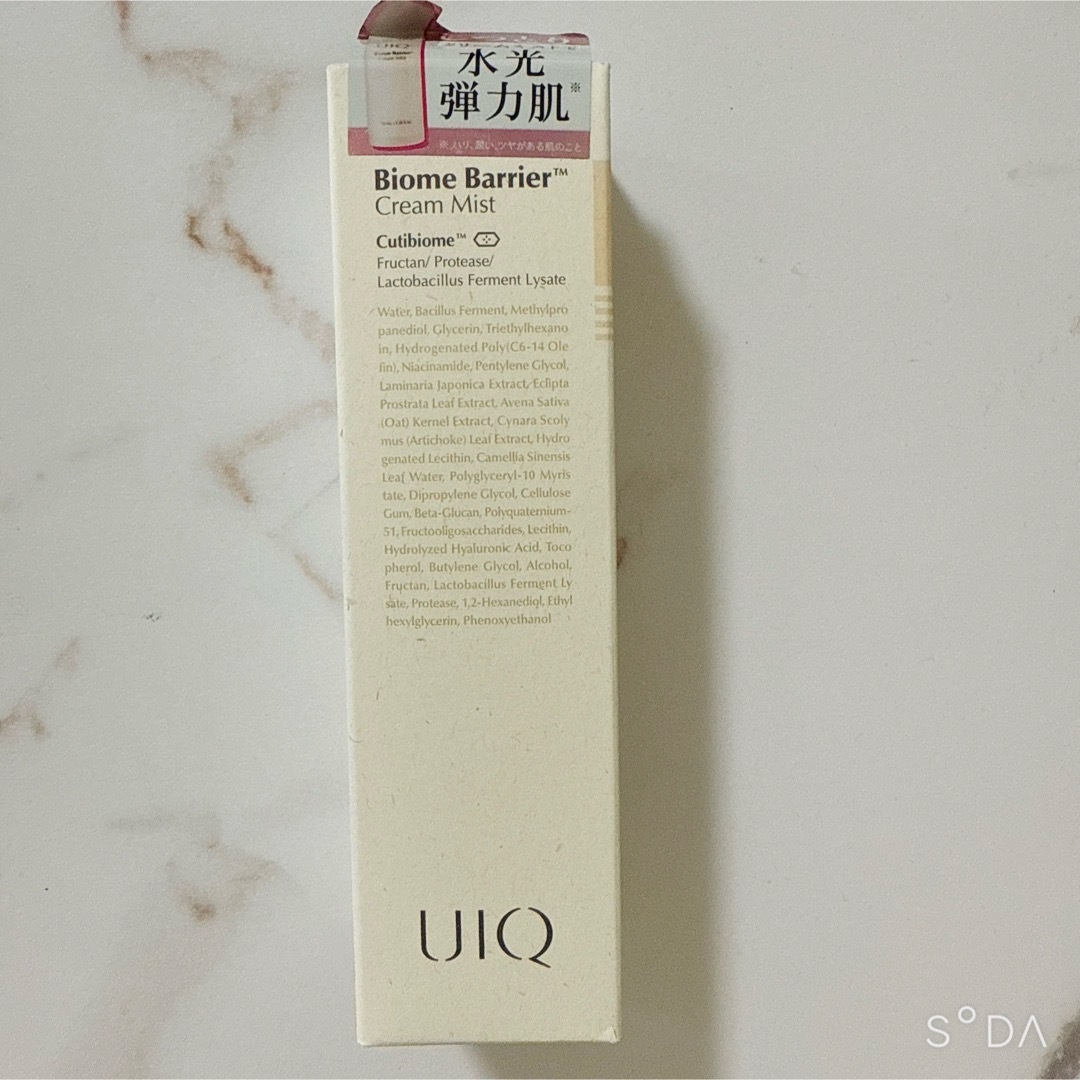 UIQ
水光
弾力肌※
※ハリ、潤い、ツヤがある肌のこと
Biome Barrier™
Cream Mist
Cutibiome™
Fructan/ Protease/
Lactobacillus Ferment Lysate
Water, Bacillus Ferment, Methylpro
panediol, Glycerin, Triethylhexano
in, Hydrogenated Poly(C6-14 Ole
fin), Niacinamide, Pentylene Glycol,
Laminaria Japonica Extract, Eclipta
Prostrata Leaf Extract, Avena Sativa
(Oat) Kernel Extract, Cynara Scoly
mus (Artichoke) Leaf Extract, Hydro
genated Lecithin, Camellia Sinensis
Leaf Water, Polyglyceryl-10 Myris
tate, Dipropylene Glycol, Cellulose
Gum, Beta-Glucan, Polyquaternium-
51, Fructooligosaccharides, Lecithin,
Hydrolyzed Hyaluronic Acid, Toco
pherol, Butylene Glycol, Alcohol,
Fructan, Lactobacillus Ferment Ly
sate, Protease, 1,2-Hexanediol, Ethyl
hexylglycerin, Phenoxyethanol
UIQ
S°DA